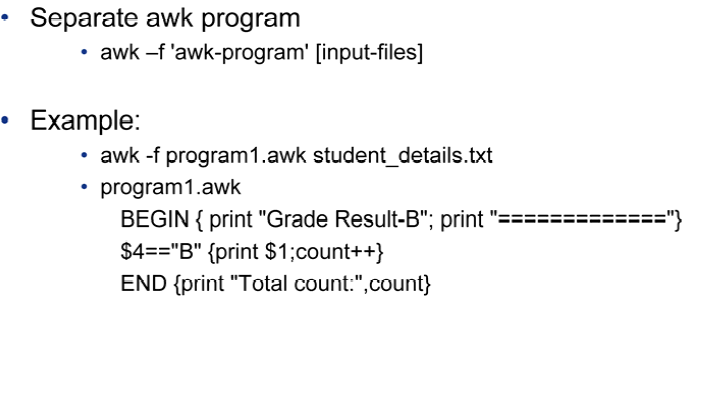 • Separate awk program
• awk –f 'awk-program' [input-files]
• Example:
• awk -f program1.awk student_details.txt
• program1.awk
BEGIN { print "Grade Result-B"; print "============="}
$4=="B" {print $1;count++}
END {print "Total count:",count}